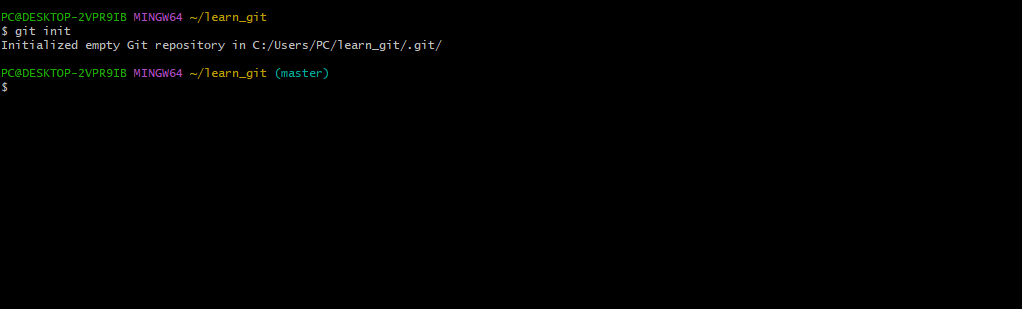 PC@DESKTOP-2VPR9IB MINGW64 ~/learn_git
$ git init
Initialized empty Git repository in C:/Users/PC/learn_git/.git/
PC@DESKTOP-2VPR9IB MINGW64 ~/learn_git (master)
$